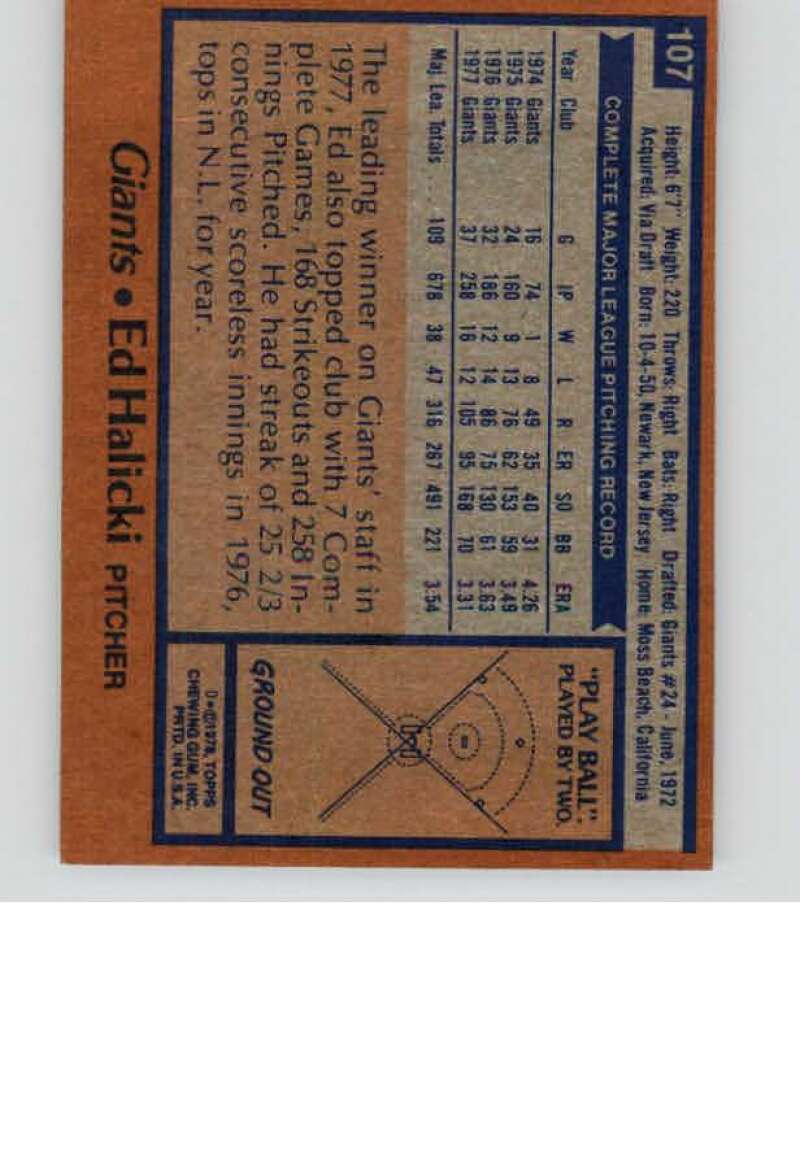 107
Height: 6'7" Weight: 220 Throws: Right Bats: Right Drafted: Giants #24 - June, 1972
Acquired: Via Draft Born: 10-4-50, Newark, New Jersey Home: Moss Beach, California
COMPLETE MAJOR LEAGUE PITCHING RECORD
Year Club G IP W L R ER SO BB ERA
1974 Giants 16 74 1 8 49 35 40 31 4.26
1975 Giants 24 160 9 13 76 62 153 59 3.49
1976 Giants 32 186 12 14 86 75 130 61 3.63
1977 Giants 37 258 16 12 105 95 168 70 3.31
Maj. Lea. Totals . . . 109 678 38 47 316 267 491 221 3.54
The leading winner on Giants' staff in
1977, Ed also topped club with 7 Com-
plete Games, 168 Strikeouts and 258 In-
nings Pitched. He had streak of 25 2/3
consecutive scoreless innings in 1976,
tops in N.L. for year.
"PLAY BALL".
PLAYED BY TWO.
GROUND OUT
©1978, TOPPS
CHEWING GUM, INC.
PRTD. IN U.S.A.
Giants • Ed Halicki PITCHER